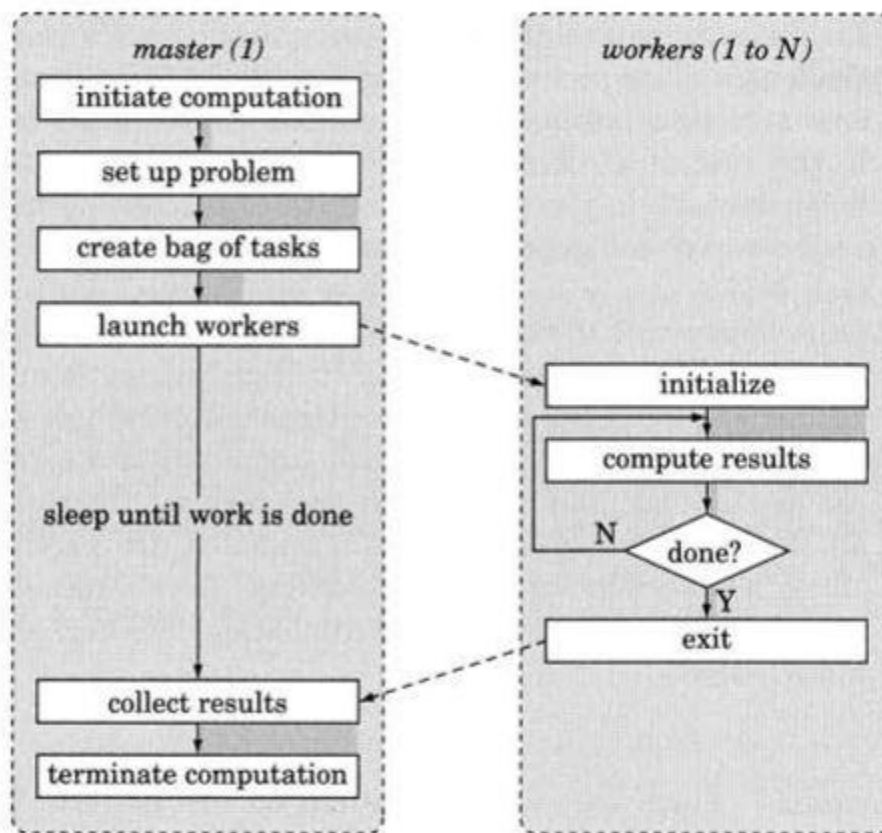 master (1)
initiate computation
set up problem
create bag of tasks
launch workers
sleep until work is done
collect results
terminate computation
workers (1 to N)
initialize
compute results
done?
N
Y
exit